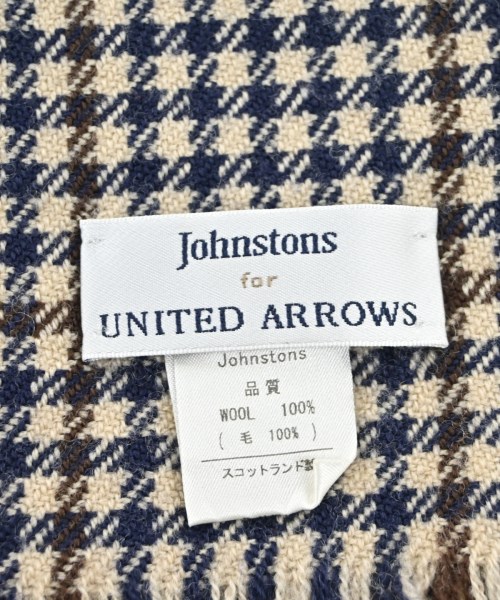 Johnstons
for
UNITED ARROWS
Johnstons
品質
WOOL 100%
( 毛 100% )
スコットランド製